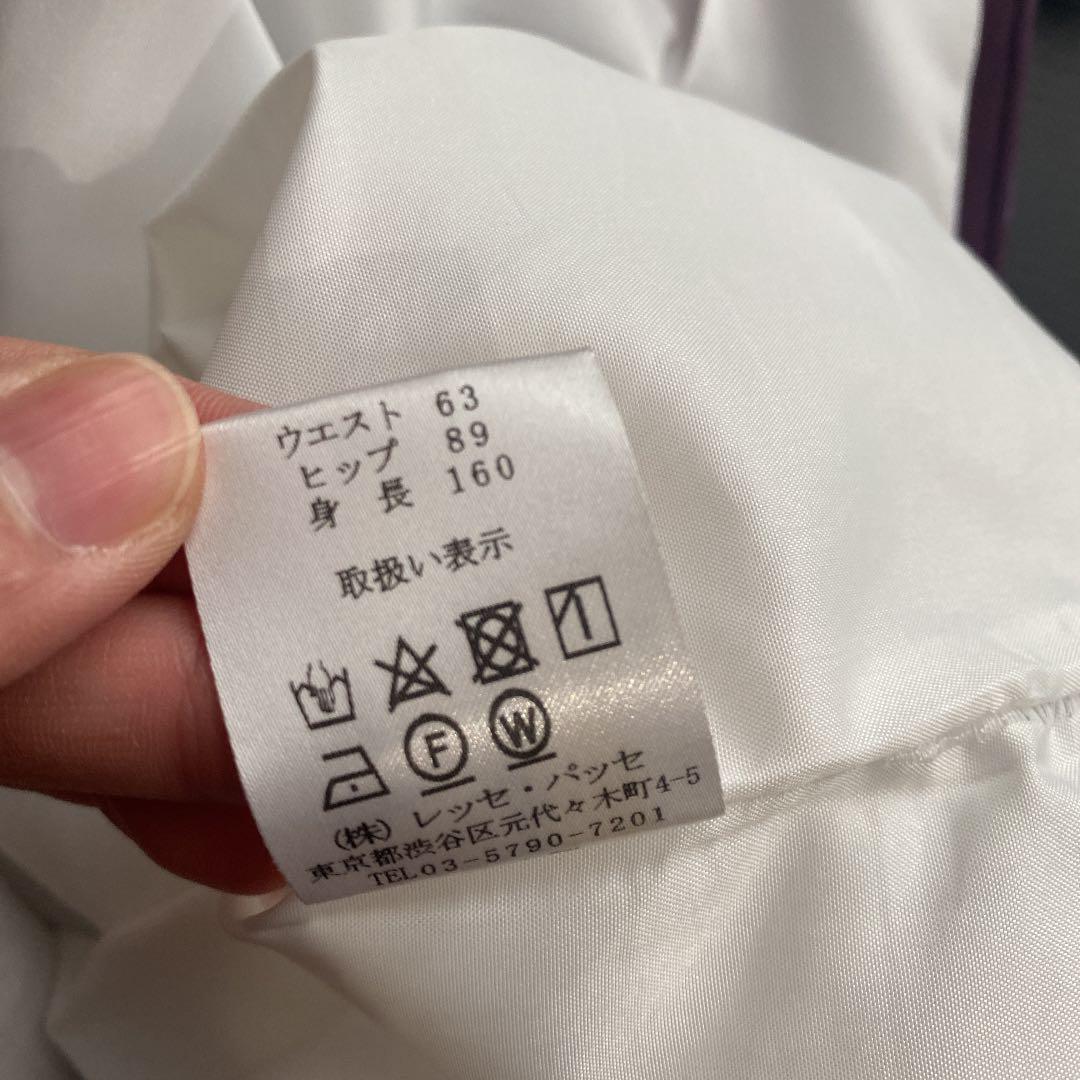 ウエスト 63
ヒップ 89
身長 160
取扱い表示
F W
(株) レッセ・パッセ
東京都渋谷区元代々木町4-5
TEL03-5790-7201